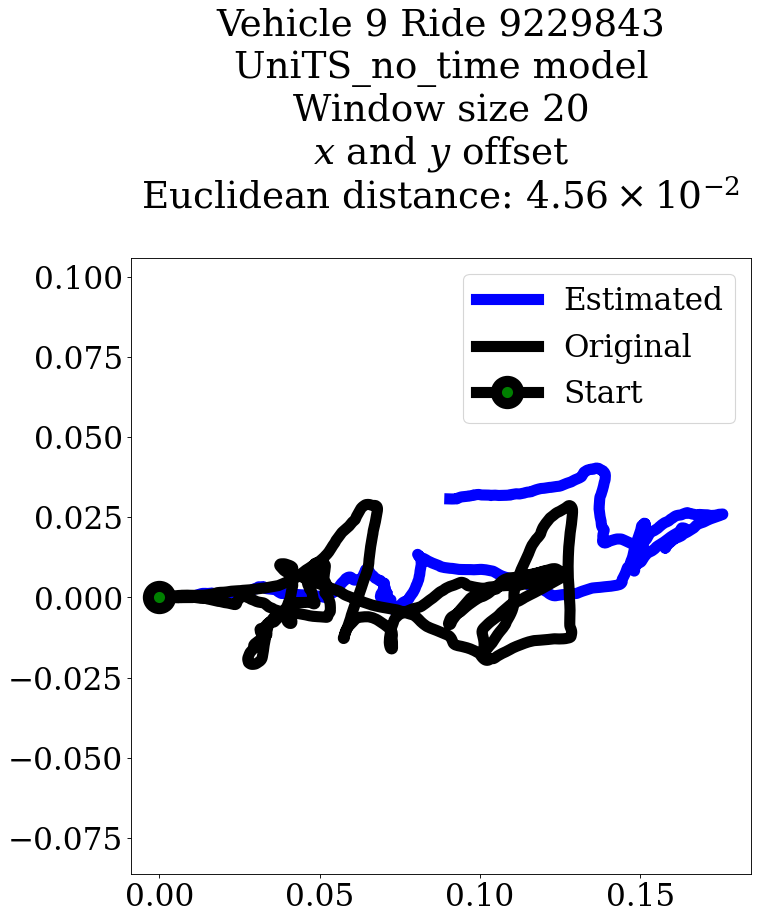 Vehicle 9 Ride 9229843
UniTS_no_time model
Window size 20
x and y offset
Euclidean distance: 4.56 × 10⁻²
0.100
0.075
0.050
0.025
0.000
−0.025
−0.050
−0.075
Estimated
Original
Start
0.00 0.05 0.10 0.15